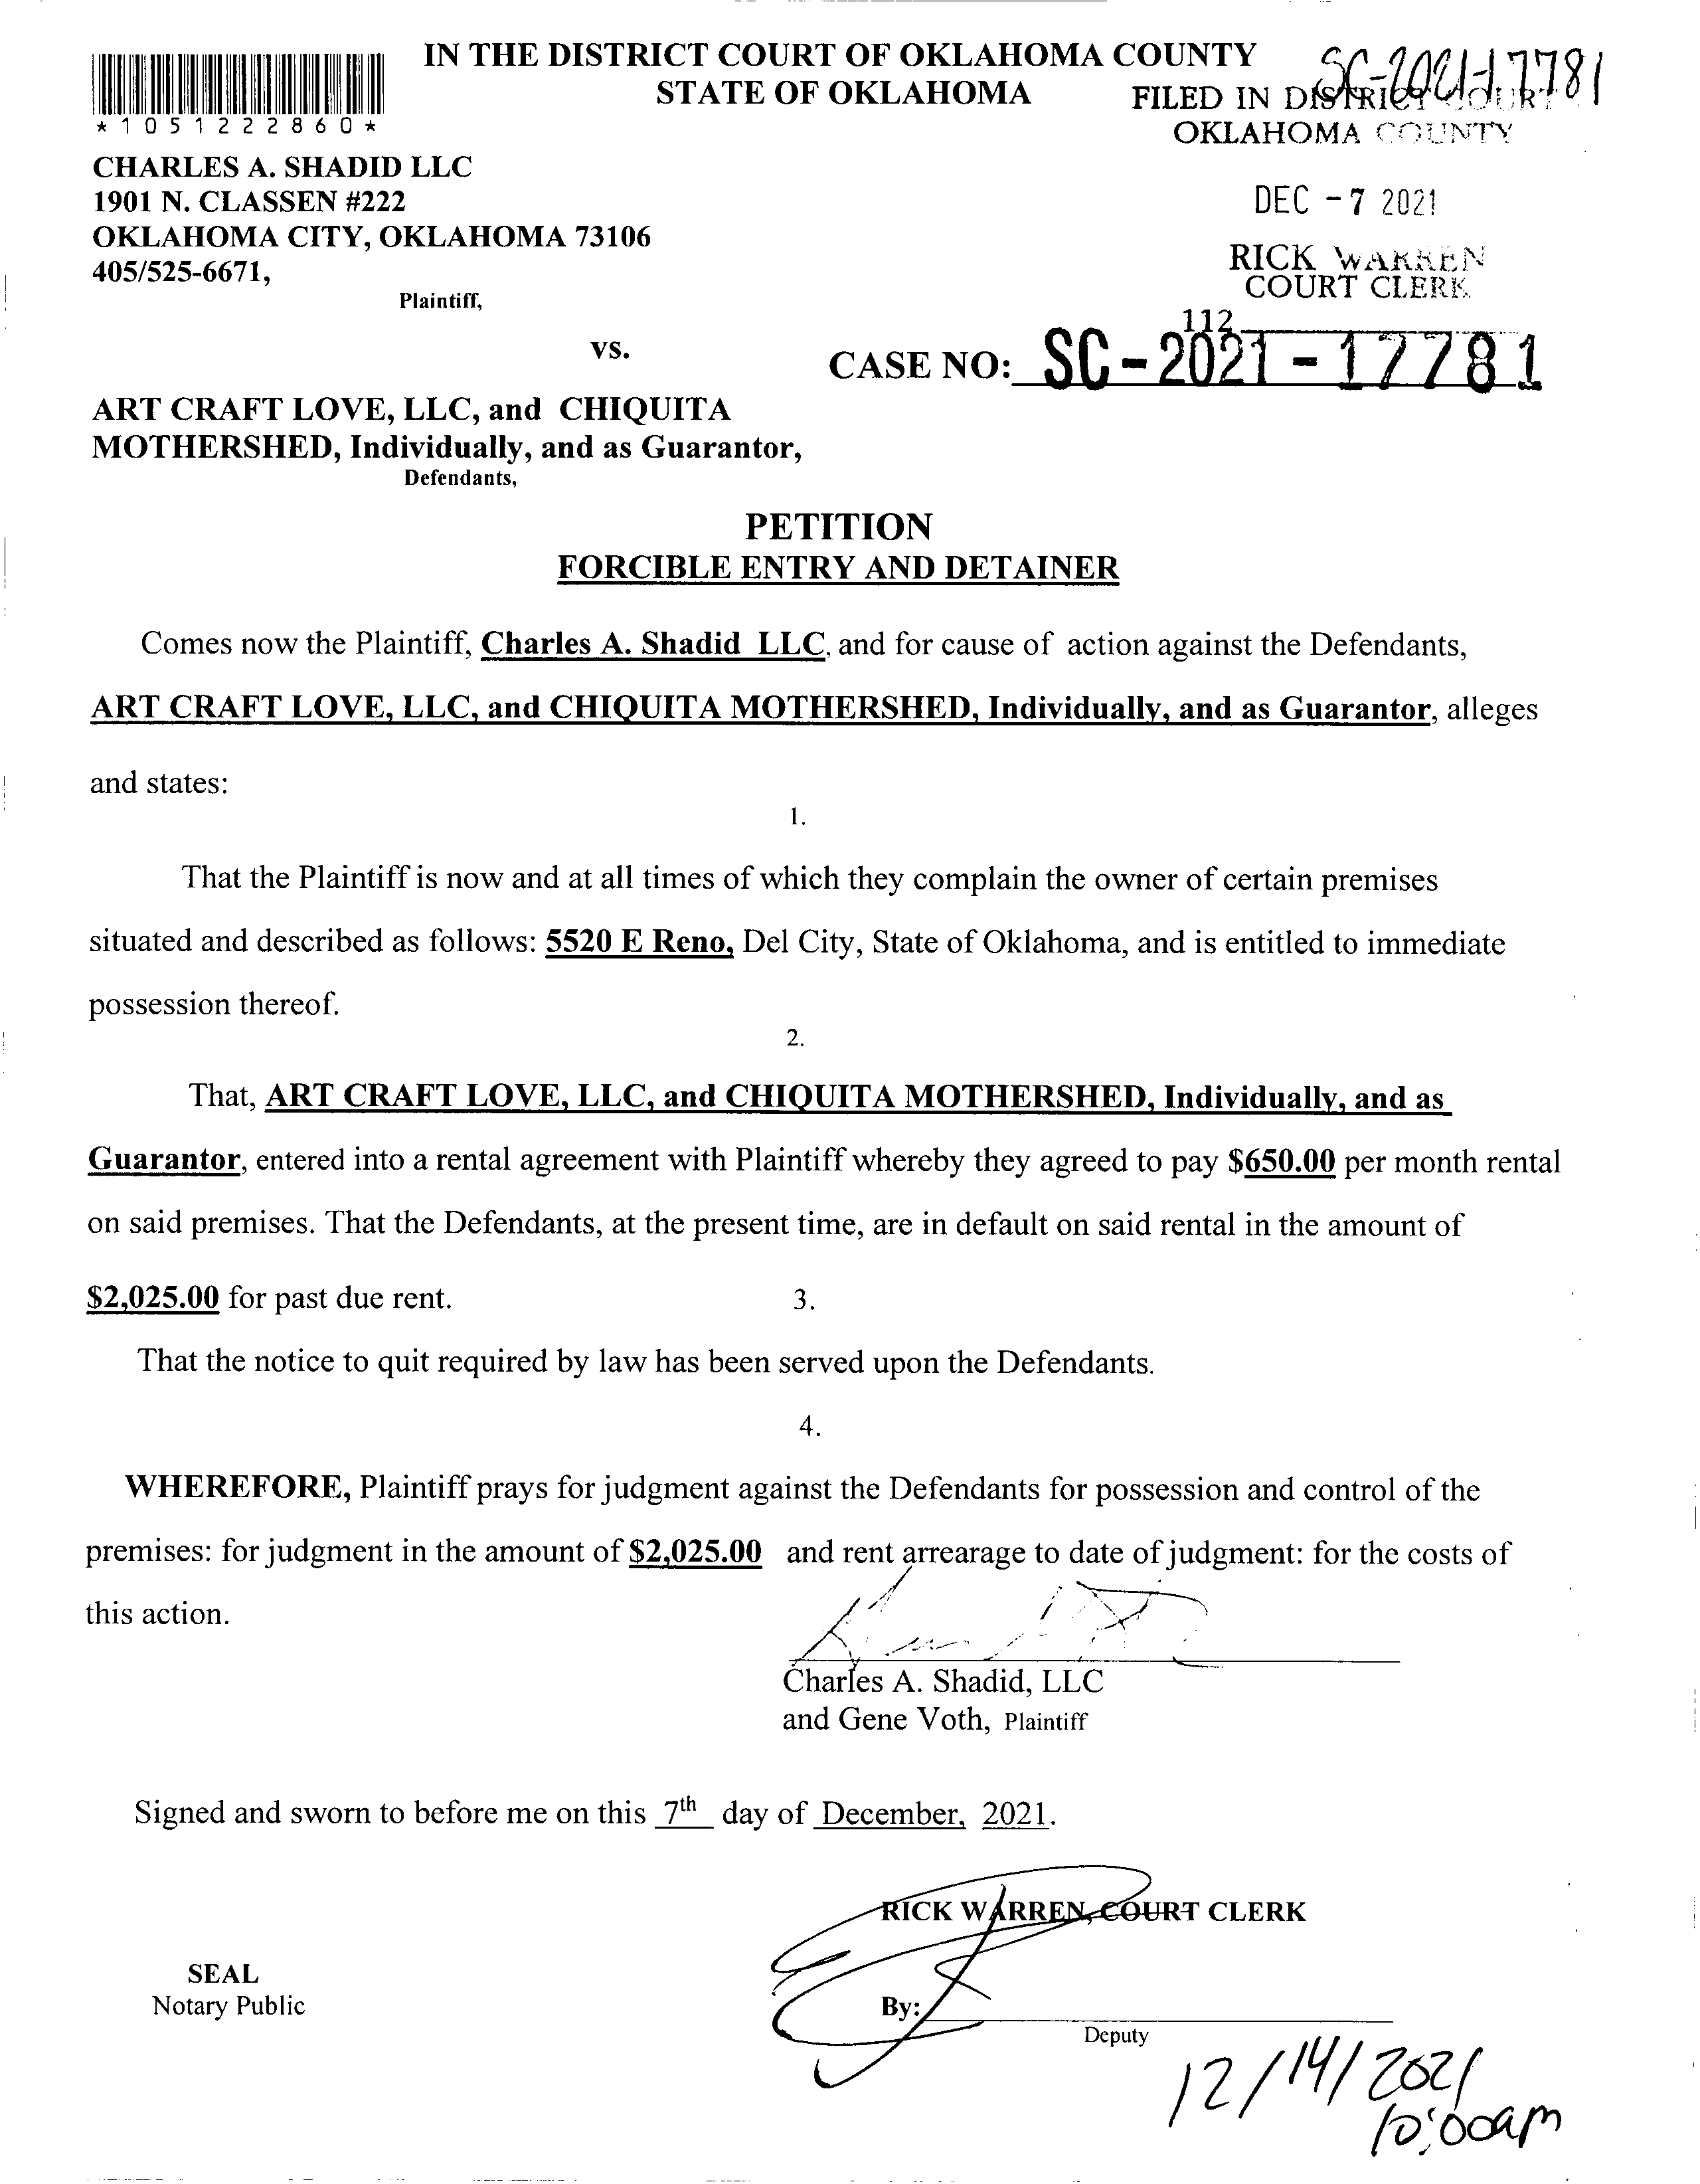 IN THE DISTRICT COURT OF OKLAHOMA COUNTY
STATE OF OKLAHOMA
SC-2021-17781
FILED IN DISTRICT COURT
OKLAHOMA COUNTY
*1051222860*
CHARLES A. SHADID LLC
1901 N. CLASSEN #222
OKLAHOMA CITY, OKLAHOMA 73106
405/525-6671,
Plaintiff,
DEC -7 2021
RICK WARREN
COURT CLERK
112
vs.
CASE NO: SC-2021-17781
ART CRAFT LOVE, LLC, and CHIQUITA
MOTHERSHED, Individually, and as Guarantor,
Defendants,
PETITION
FORCIBLE ENTRY AND DETAINER
Comes now the Plaintiff, Charles A. Shadid LLC, and for cause of action against the Defendants,
ART CRAFT LOVE, LLC, and CHIQUITA MOTHERSHED, Individually, and as Guarantor, alleges
and states:
1.
That the Plaintiff is now and at all times of which they complain the owner of certain premises
situated and described as follows: 5520 E Reno, Del City, State of Oklahoma, and is entitled to immediate
possession thereof.
2.
That, ART CRAFT LOVE, LLC, and CHIQUITA MOTHERSHED, Individually, and as
Guarantor, entered into a rental agreement with Plaintiff whereby they agreed to pay $650.00 per month rental
on said premises. That the Defendants, at the present time, are in default on said rental in the amount of
$2,025.00 for past due rent.
3.
That the notice to quit required by law has been served upon the Defendants.
4.
WHEREFORE, Plaintiff prays for judgment against the Defendants for possession and control of the
premises: for judgment in the amount of $2,025.00 and rent arrearage to date of judgment: for the costs of
this action.
Charles A. Shadid, LLC
and Gene Voth, Plaintiff
Signed and sworn to before me on this 7th day of December, 2021.
RICK WARREN, COURT CLERK
SEAL
Notary Public
By:
Deputy
12/14/2021
10:00am